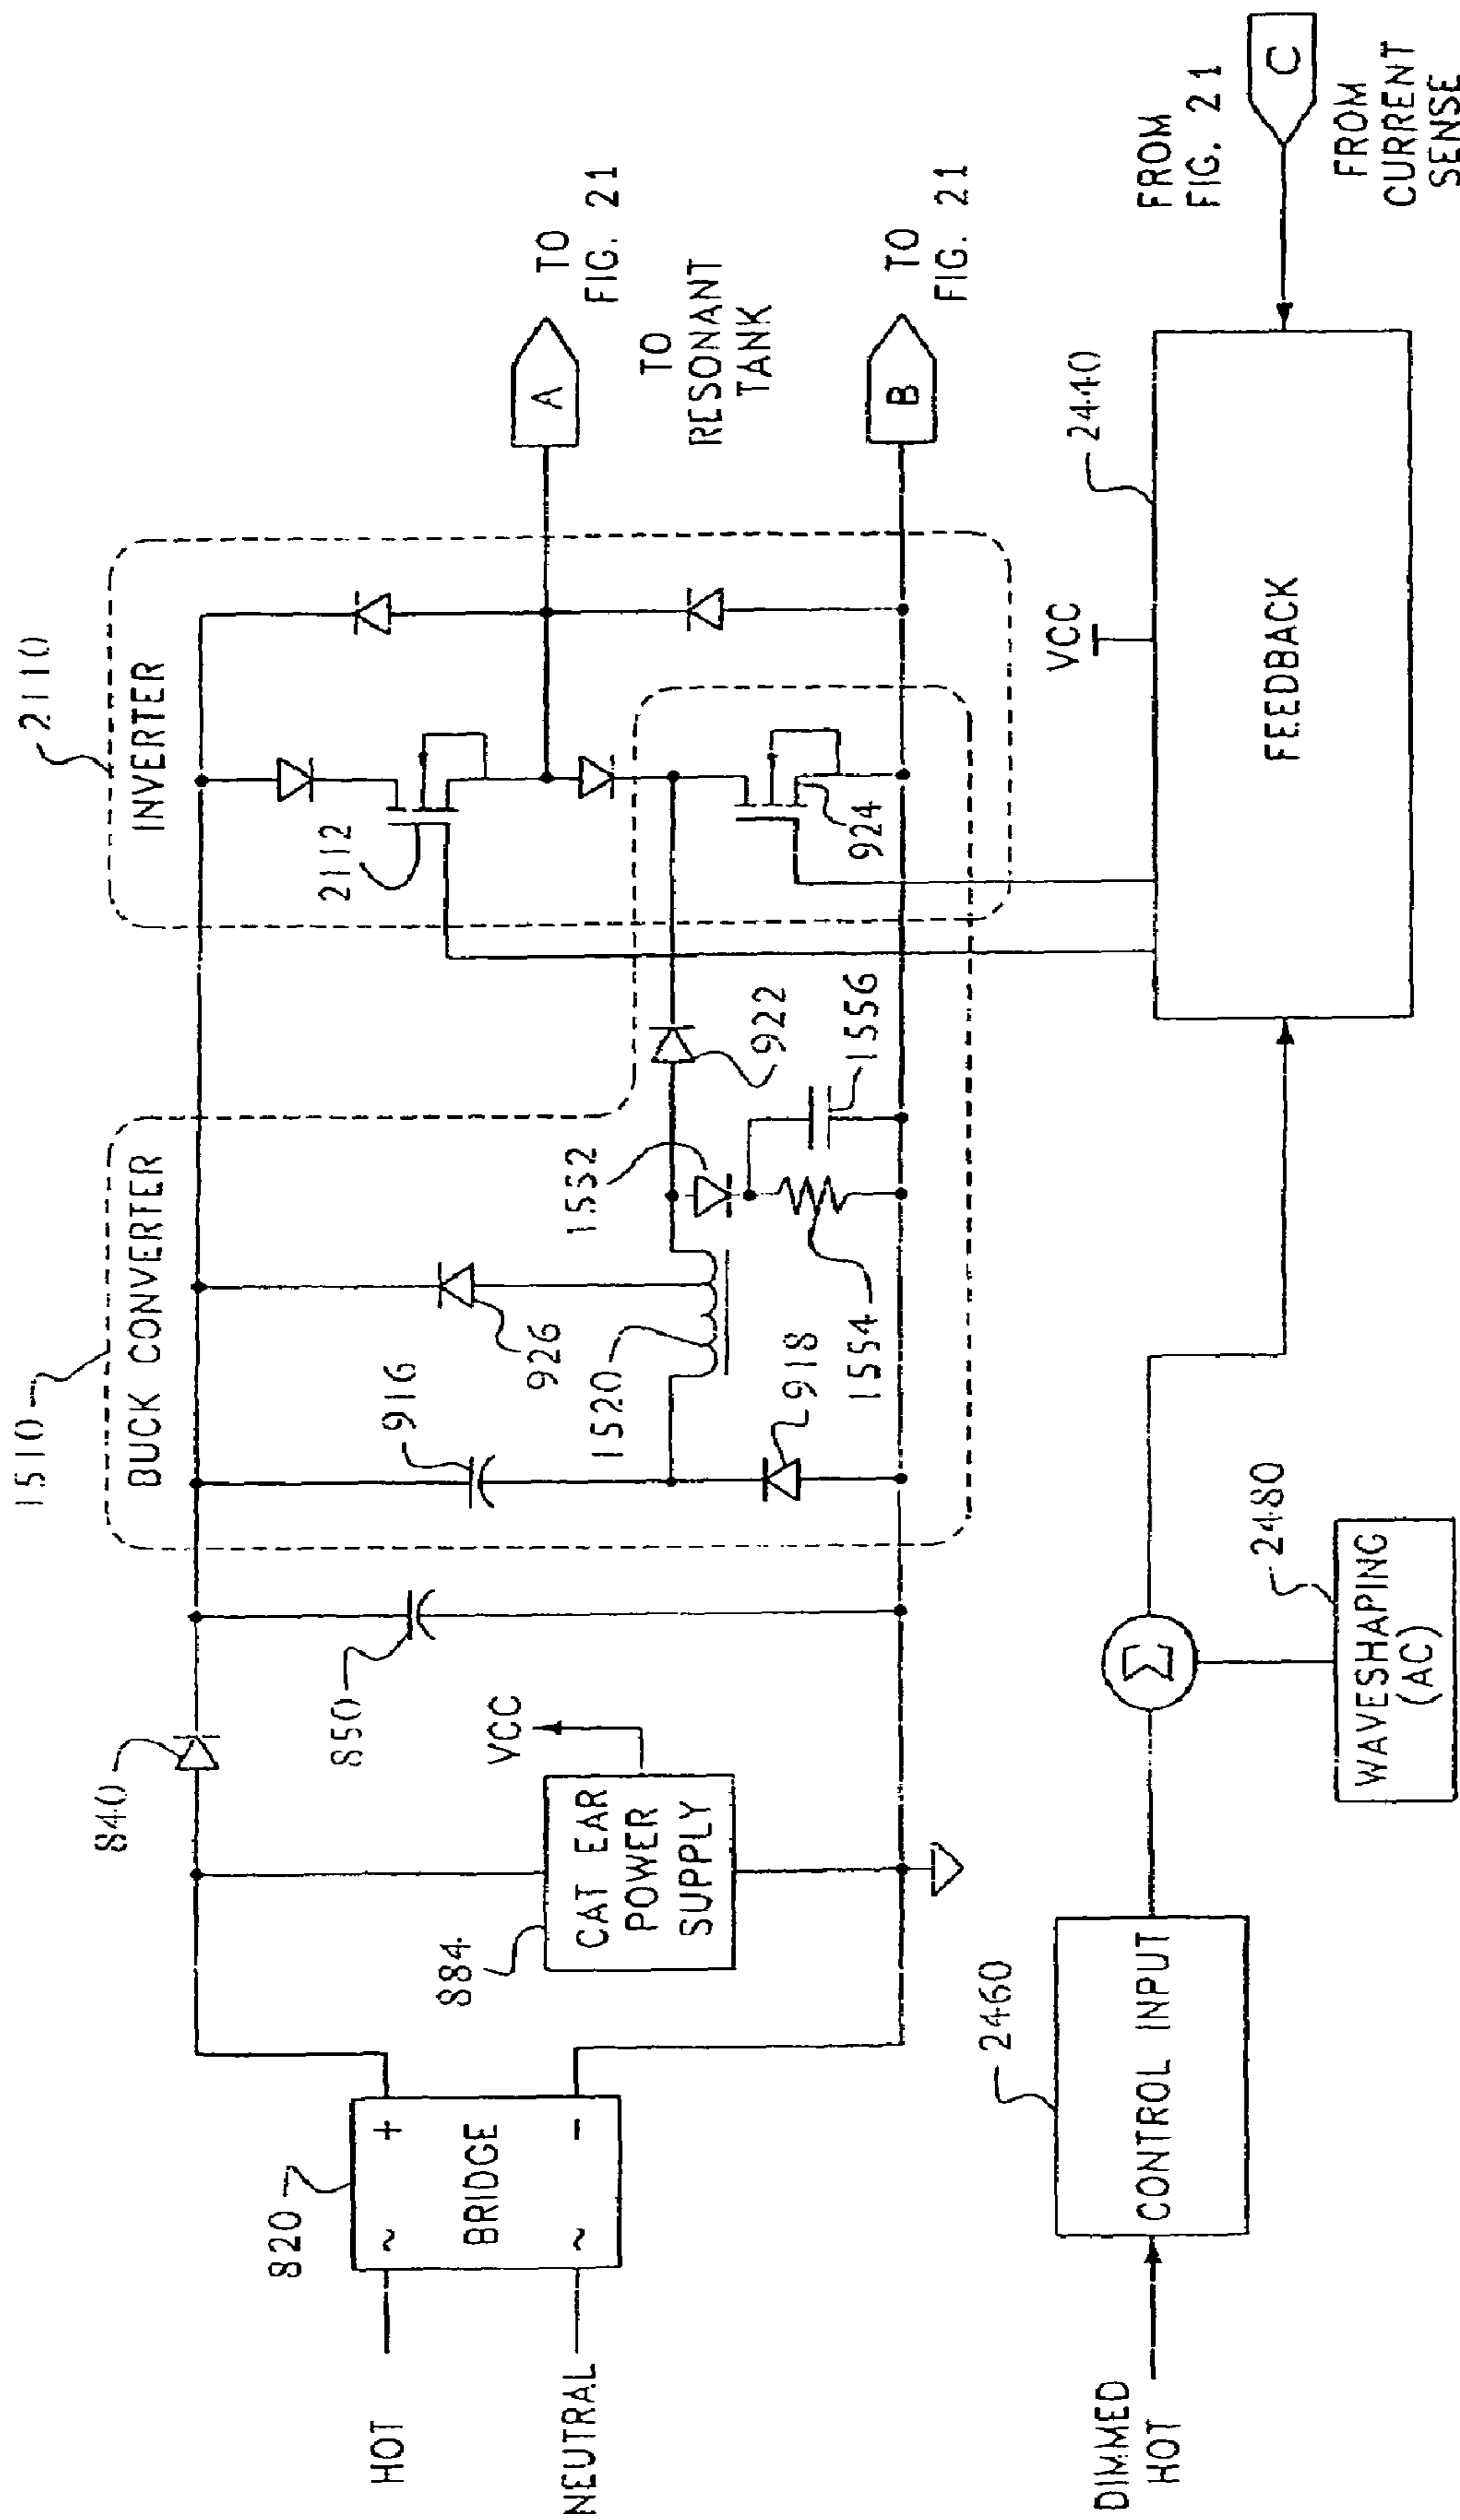 2110
INVERTER
1510
BUCK CONVERTER
2112
924
922
1552
1556
926
916
1520
918
1554
840
850
VCC
CAT EAR
POWER
SUPPLY
884
820
BRIDGE
~
+
~
–
HOT
NEUTRAL
A
TO
FIG. 21
TO
RESONANT
TANK
B
TO
FIG. 21
DIMMED
HOT
CONTROL INPUT
2460
Σ
WAVESHAPING
(AC)
2480
VCC
2440
FEEDBACK
FROM
FIG. 21
C
FROM
CURRENT
SENSE